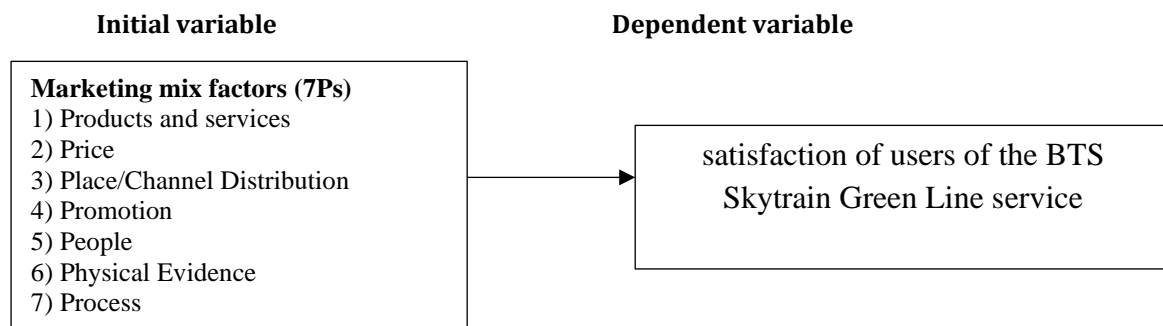 Initial variable
Dependent variable
Marketing mix factors (7Ps)
1) Products and services
2) Price
3) Place/Channel Distribution
4) Promotion
5) People
6) Physical Evidence
7) Process
satisfaction of users of the BTS
Skytrain Green Line service